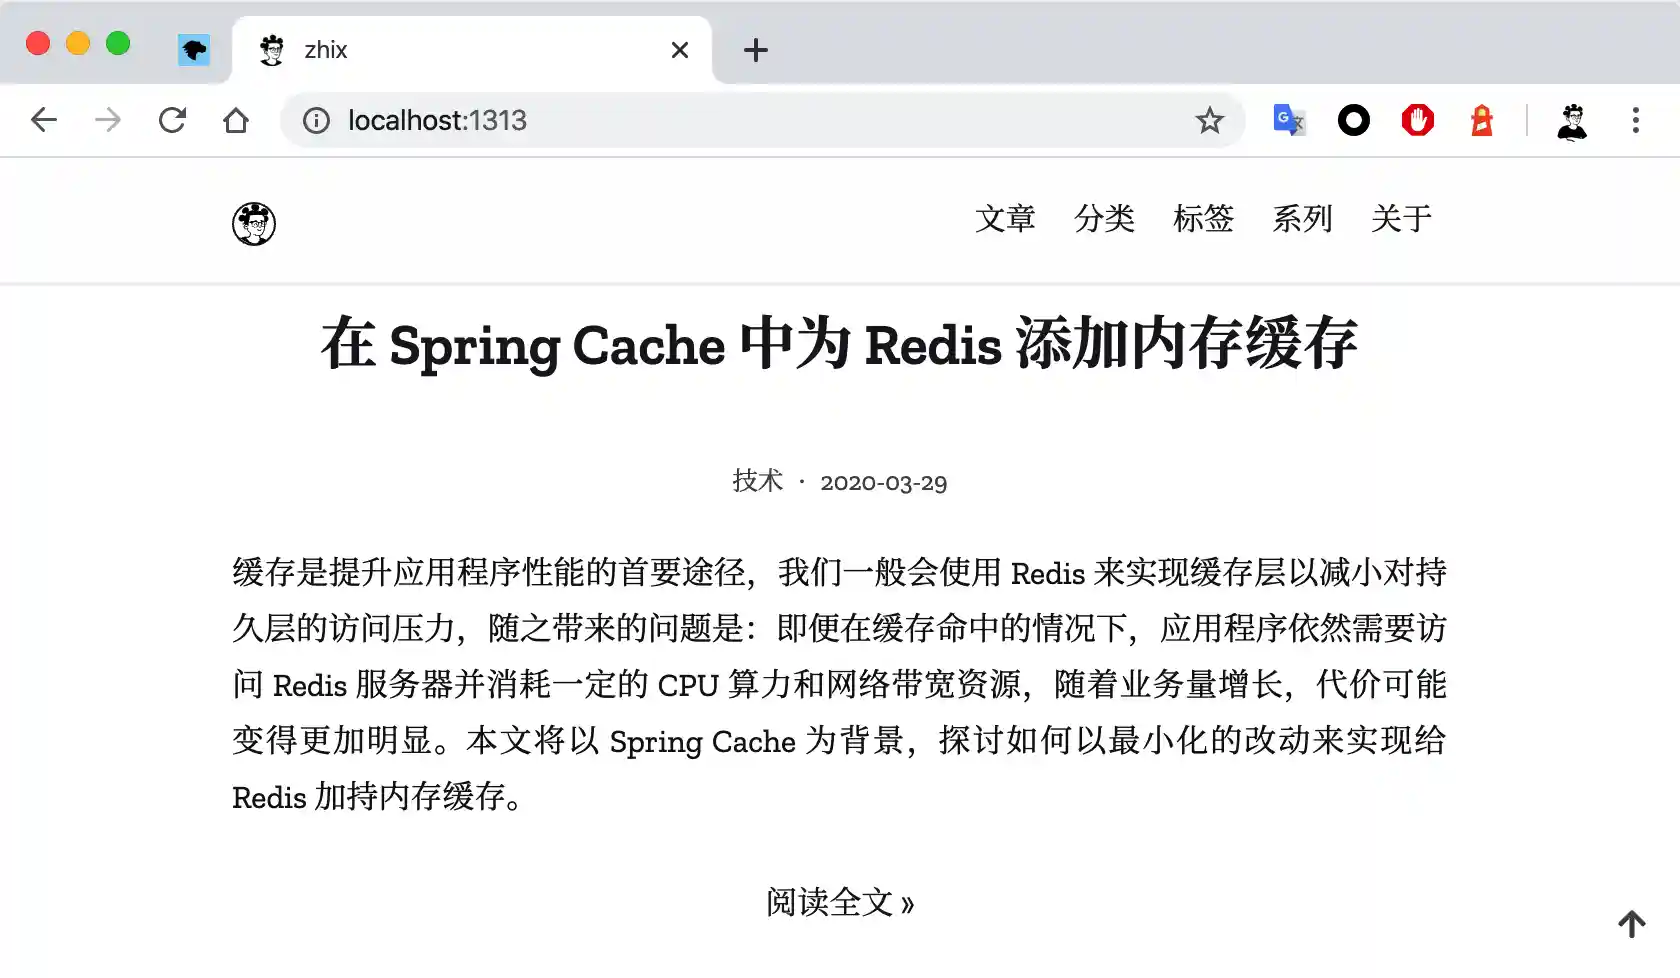 zhix
localhost:1313
文章 分类 标签 系列 关于
在 Spring Cache 中为 Redis 添加内存缓存
技术 · 2020-03-29
缓存是提升应用程序性能的首要途径，我们一般会使用 Redis 来实现缓存层以减小对持
久层的访问压力，随之带来的问题是：即便在缓存命中的情况下，应用程序依然需要访
问 Redis 服务器并消耗一定的 CPU 算力和网络带宽资源，随着业务量增长，代价可能
变得更加明显。本文将以 Spring Cache 为背景，探讨如何以最小化的改动来实现给
Redis 加持内存缓存。
阅读全文 »